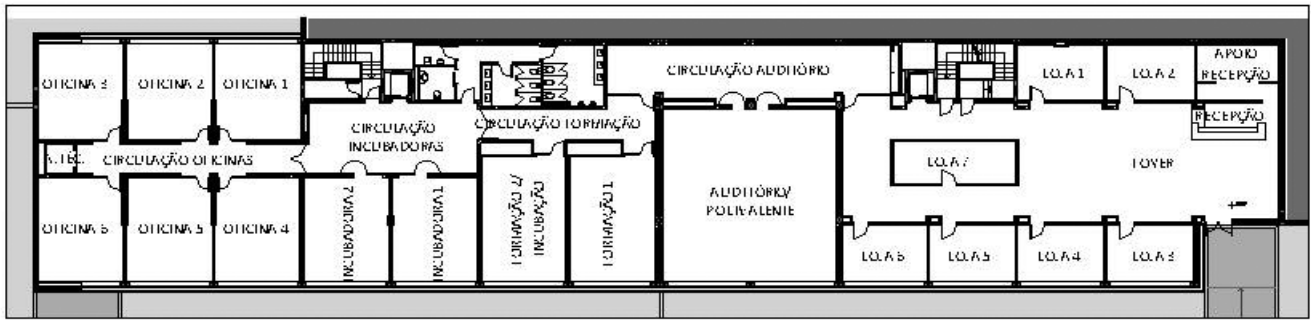 OFICINA 3
OFICINA 2
OFICINA 1
CIRCULAÇÃO AUDITÓRIO
LOJA 1
LOJA 2
APOIO
RECEPÇÃO
RECEPÇÃO
CIRCULAÇÃO
INCUBADORAS
CIRCULAÇÃO FORMAÇÃO
A. TÉC.
CIRCULAÇÃO OFICINAS
LOJA 7
FOYER
OFICINA 6
OFICINA 5
OFICINA 4
INCUBADORA 2
INCUBADORA 1
FORMAÇÃO 2/
INCUBAÇÃO
FORMAÇÃO 1
AUDITÓRIO/
POLIVALENTE
LOJA 6
LOJA 5
LOJA 4
LOJA 3